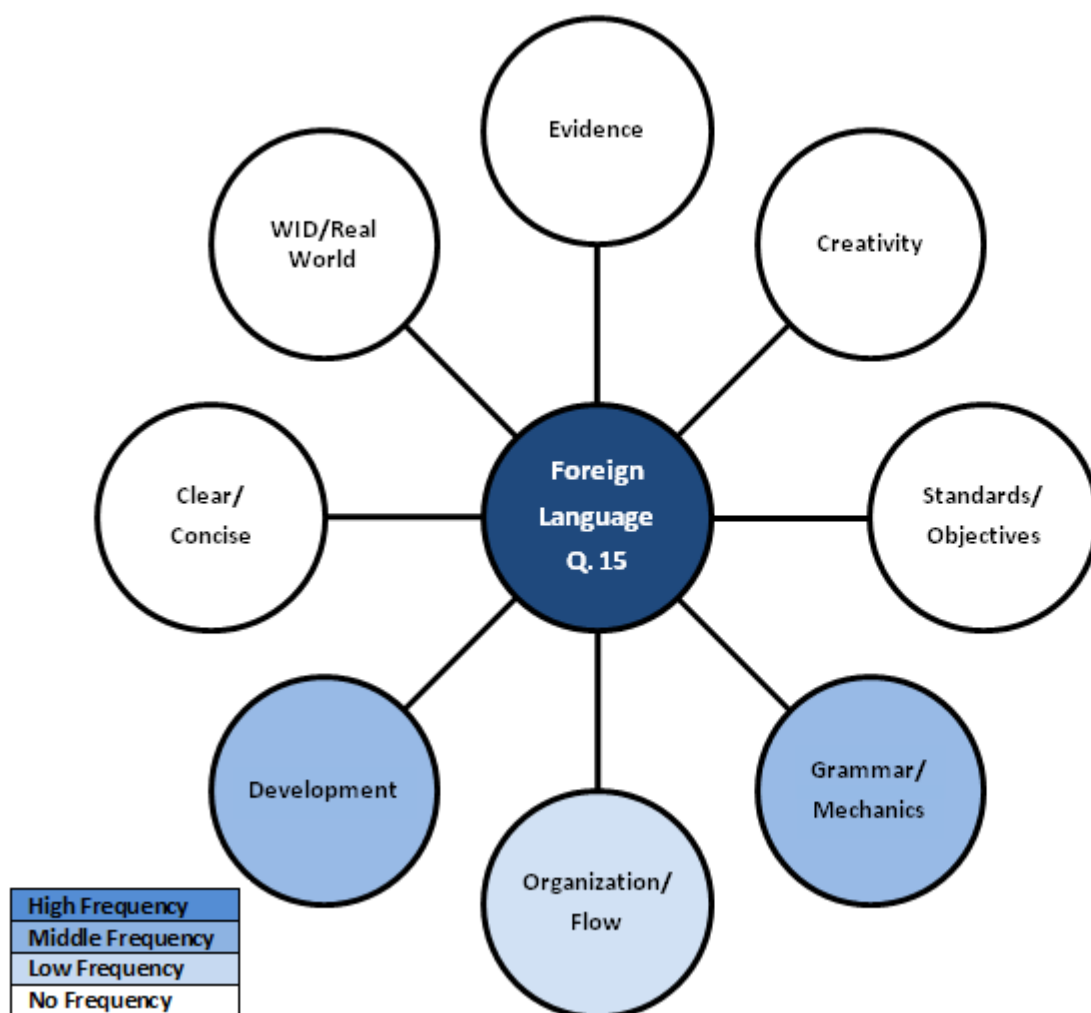 Evidence
WID/Real
World
Creativity
Clear/
Concise
Foreign
Language
Q. 15
Standards/
Objectives
Development
Grammar/
Mechanics
Organization/
Flow
High Frequency
Middle Frequency
Low Frequency
No Frequency